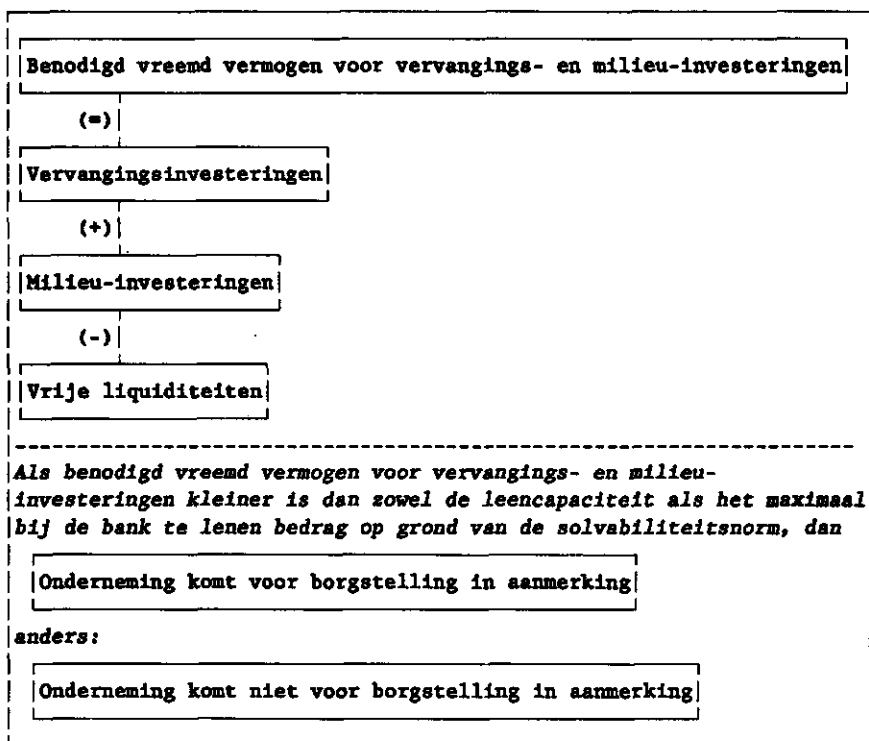 Benodigd vreemd vermogen voor vervangings- en milieu-investeringen
(=)
Vervangingsinvesteringen
(+)
Milieu-investeringen
(-)
Vrije liquiditeiten
Als benodigd vreemd vermogen voor vervangings- en milieu-
investeringen kleiner is dan zowel de leencapaciteit als het maximaal
bij de bank te lenen bedrag op grond van de solvabiliteitsnorm, dan
Onderneming komt voor borgstelling in aanmerking
anders:
Onderneming komt niet voor borgstelling in aanmerking